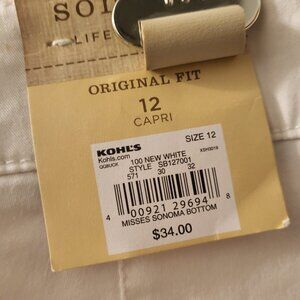 SO
LIFE
ORIGINAL FIT
12
CAPRI
KOHL'S
SIZE 12
Kohls.com
100 NEW WHITE
STYLE SB127001
571 30 32
4 00921 29694 8
MISSES SONOMA BOTTOM
$34.00